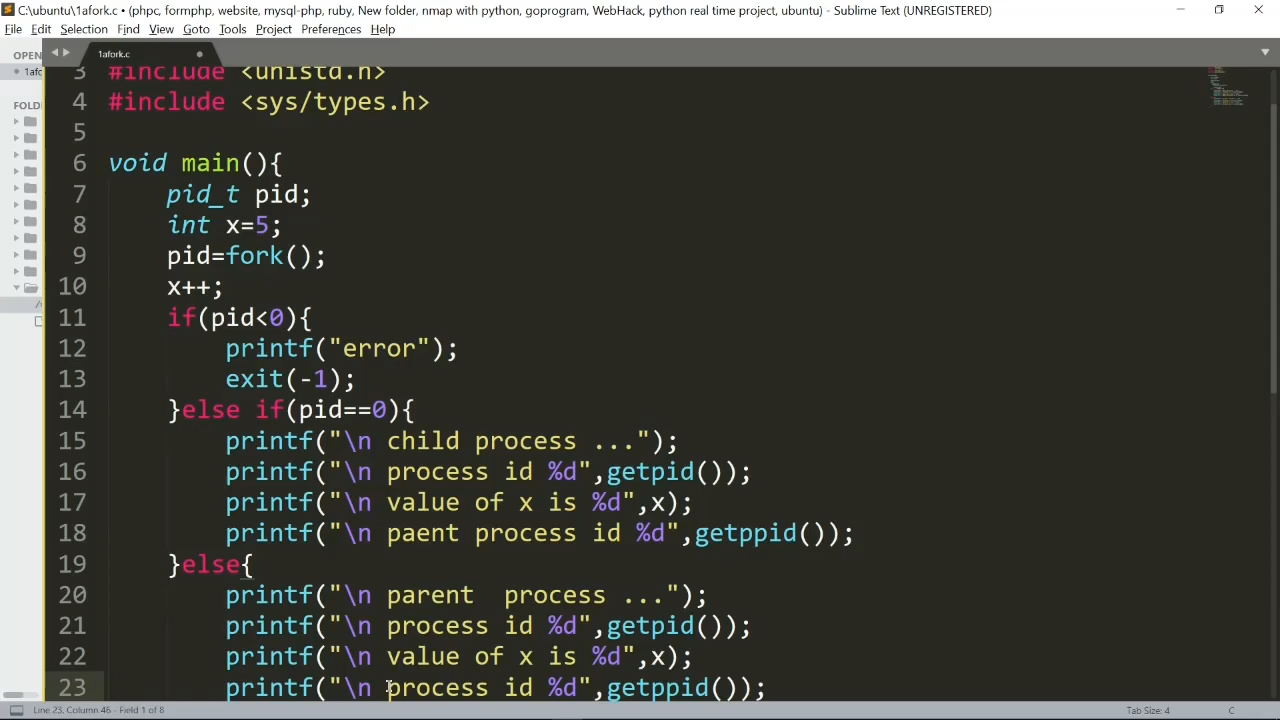 C:\ubuntu\1afork.c • (phpc, formphp, website, mysql-php, ruby, New folder, nmap with python, goprogram, WebHack, python real time project, ubuntu) - Sublime Text (UNREGISTERED)
File Edit Selection Find View Goto Tools Project Preferences Help
OPEN
1afork.c
1afo
FOLD
3 #include <unistd.h>
4 #include <sys/types.h>
5
6 void main(){
7 pid_t pid;
8 int x=5;
9 pid=fork();
10 x++;
11 if(pid<0){
12 printf("error");
13 exit(-1);
14 }else if(pid==0){
15 printf("\n child process ...");
16 printf("\n process id %d",getpid());
17 printf("\n value of x is %d",x);
18 printf("\n paent process id %d",getppid());
19 }else{
20 printf("\n parent  process ...");
21 printf("\n process id %d",getpid());
22 printf("\n value of x is %d",x);
23 printf("\n process id %d",getppid());
Line 23, Column 46 - Field 1 of 8
Tab Size: 4
C